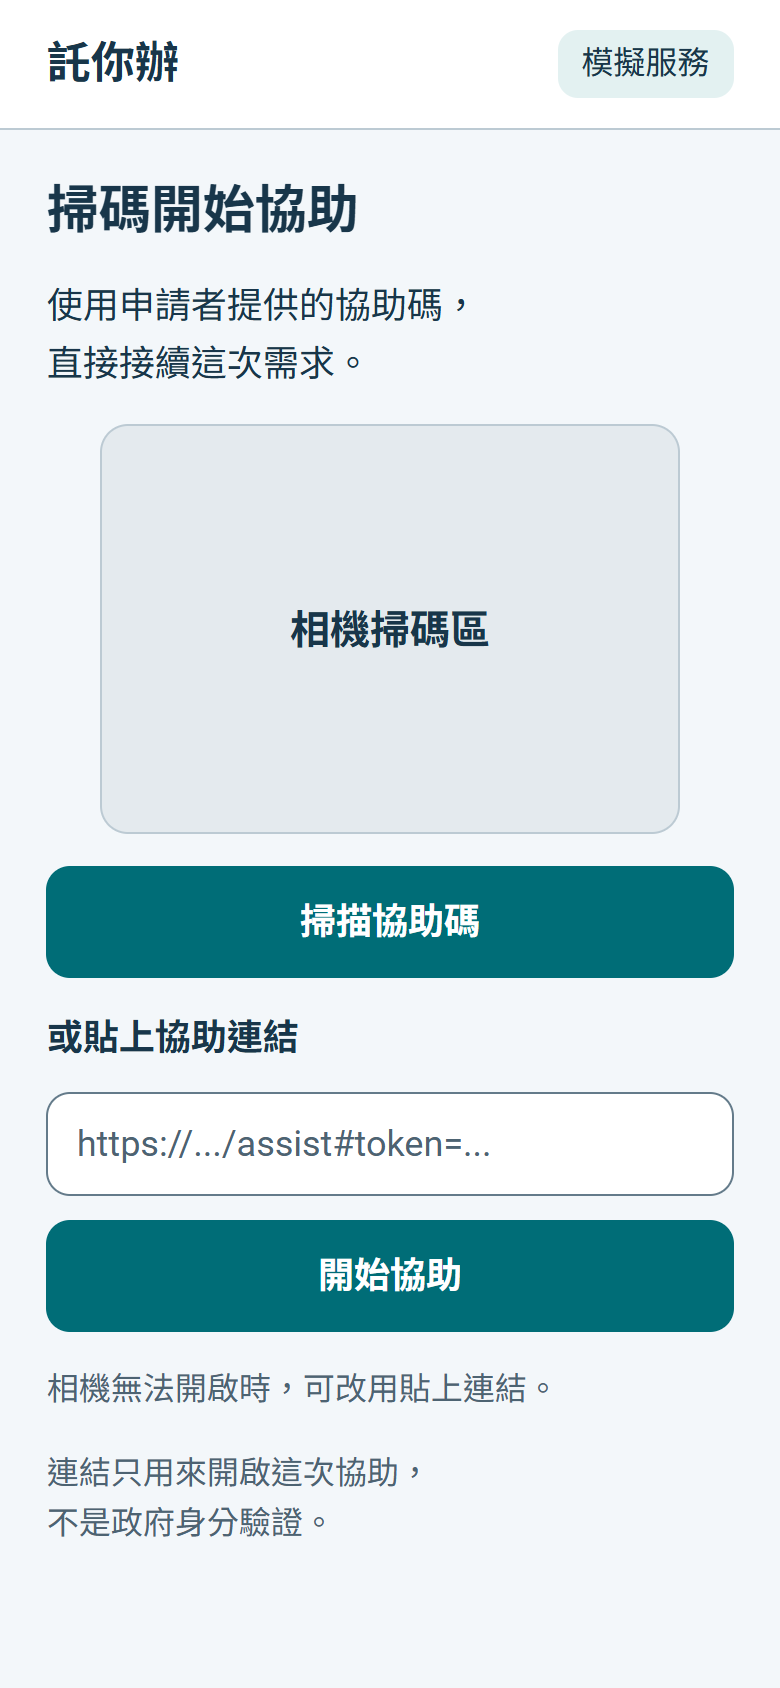 託你辦
模擬服務
掃碼開始協助
使用申請者提供的協助碼，
直接接續這次需求。
相機掃碼區
掃描協助碼
或貼上協助連結
https://.../assist#token=...
開始協助
相機無法開啟時，可改用貼上連結。
連結只用來開啟這次協助，
不是政府身分驗證。